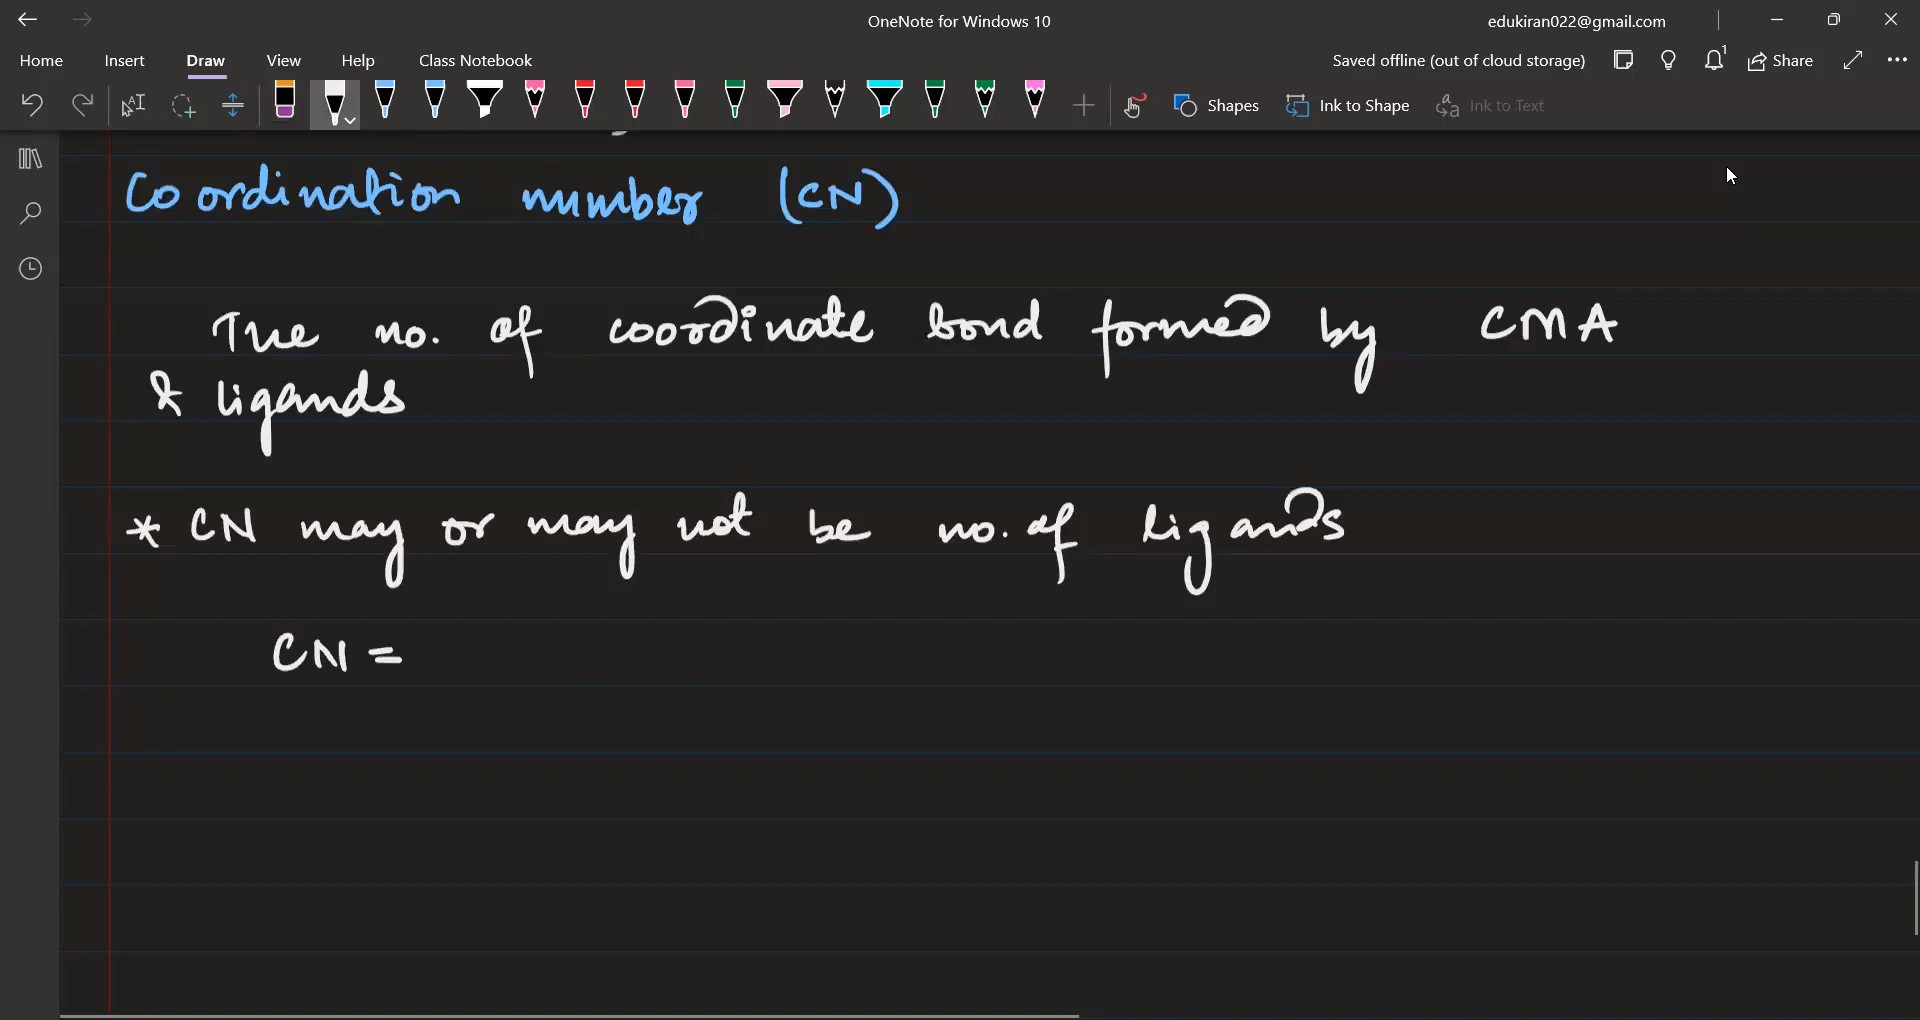 OneNote for Windows 10
edukiran022@gmail.com
Home Insert Draw View Help Class Notebook
Saved offline (out of cloud storage) 1 Share
Shapes Ink to Shape Ink to Text
Coordination number (CN)
The no. of coordinate bond formed by CMA
& ligands
* CN may or may not be no. of ligands
CN =